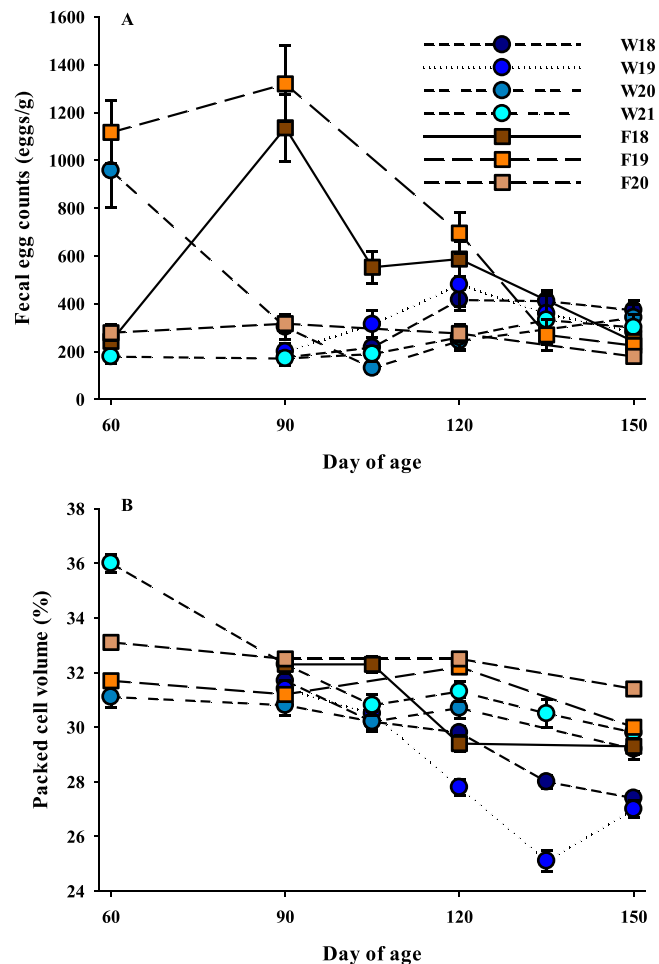 A
1600
1400
1200
1000
800
600
400
200
0
Fecal egg counts (eggs/g)
W18
W19
W20
W21
F18
F19
F20
60 90 120 150
Day of age
B
38
36
34
32
30
28
26
24
Packed cell volume (%)
60 90 120 150
Day of age